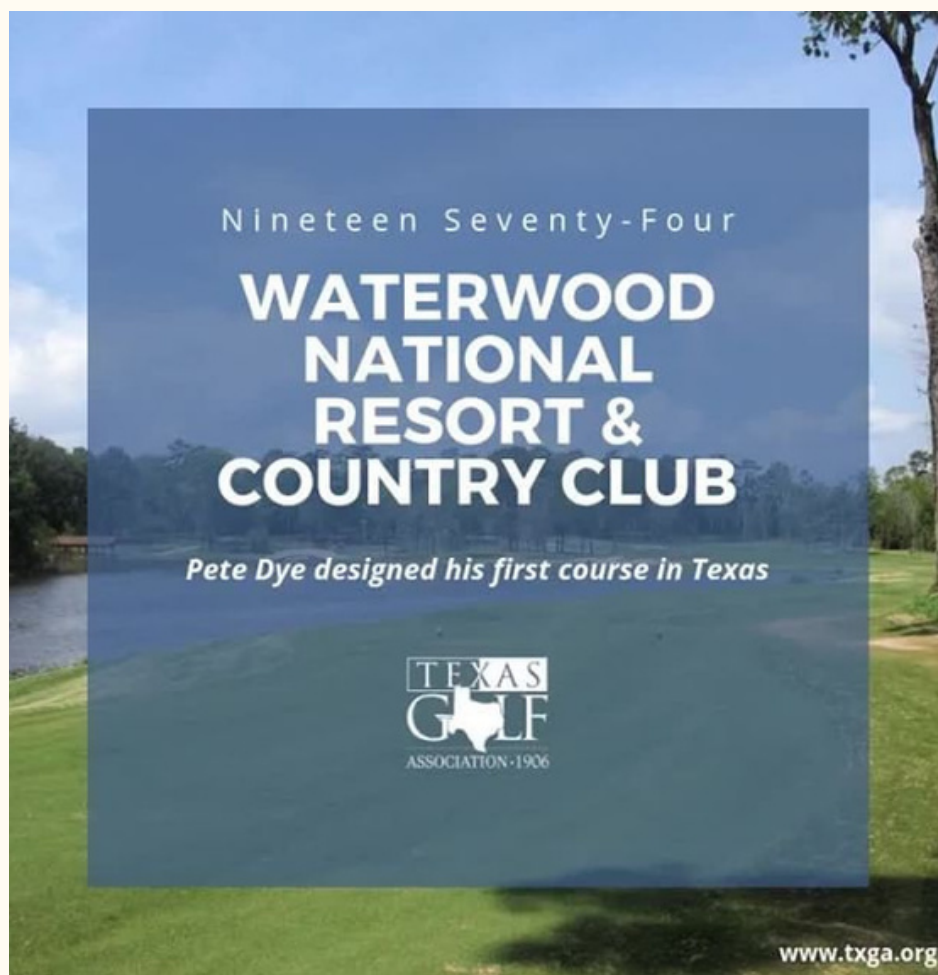 Nineteen Seventy-Four
WATERWOOD
NATIONAL
RESORT &
COUNTRY CLUB
Pete Dye designed his first course in Texas
TEXAS
GOLF
ASSOCIATION · 1906
www.txga.org